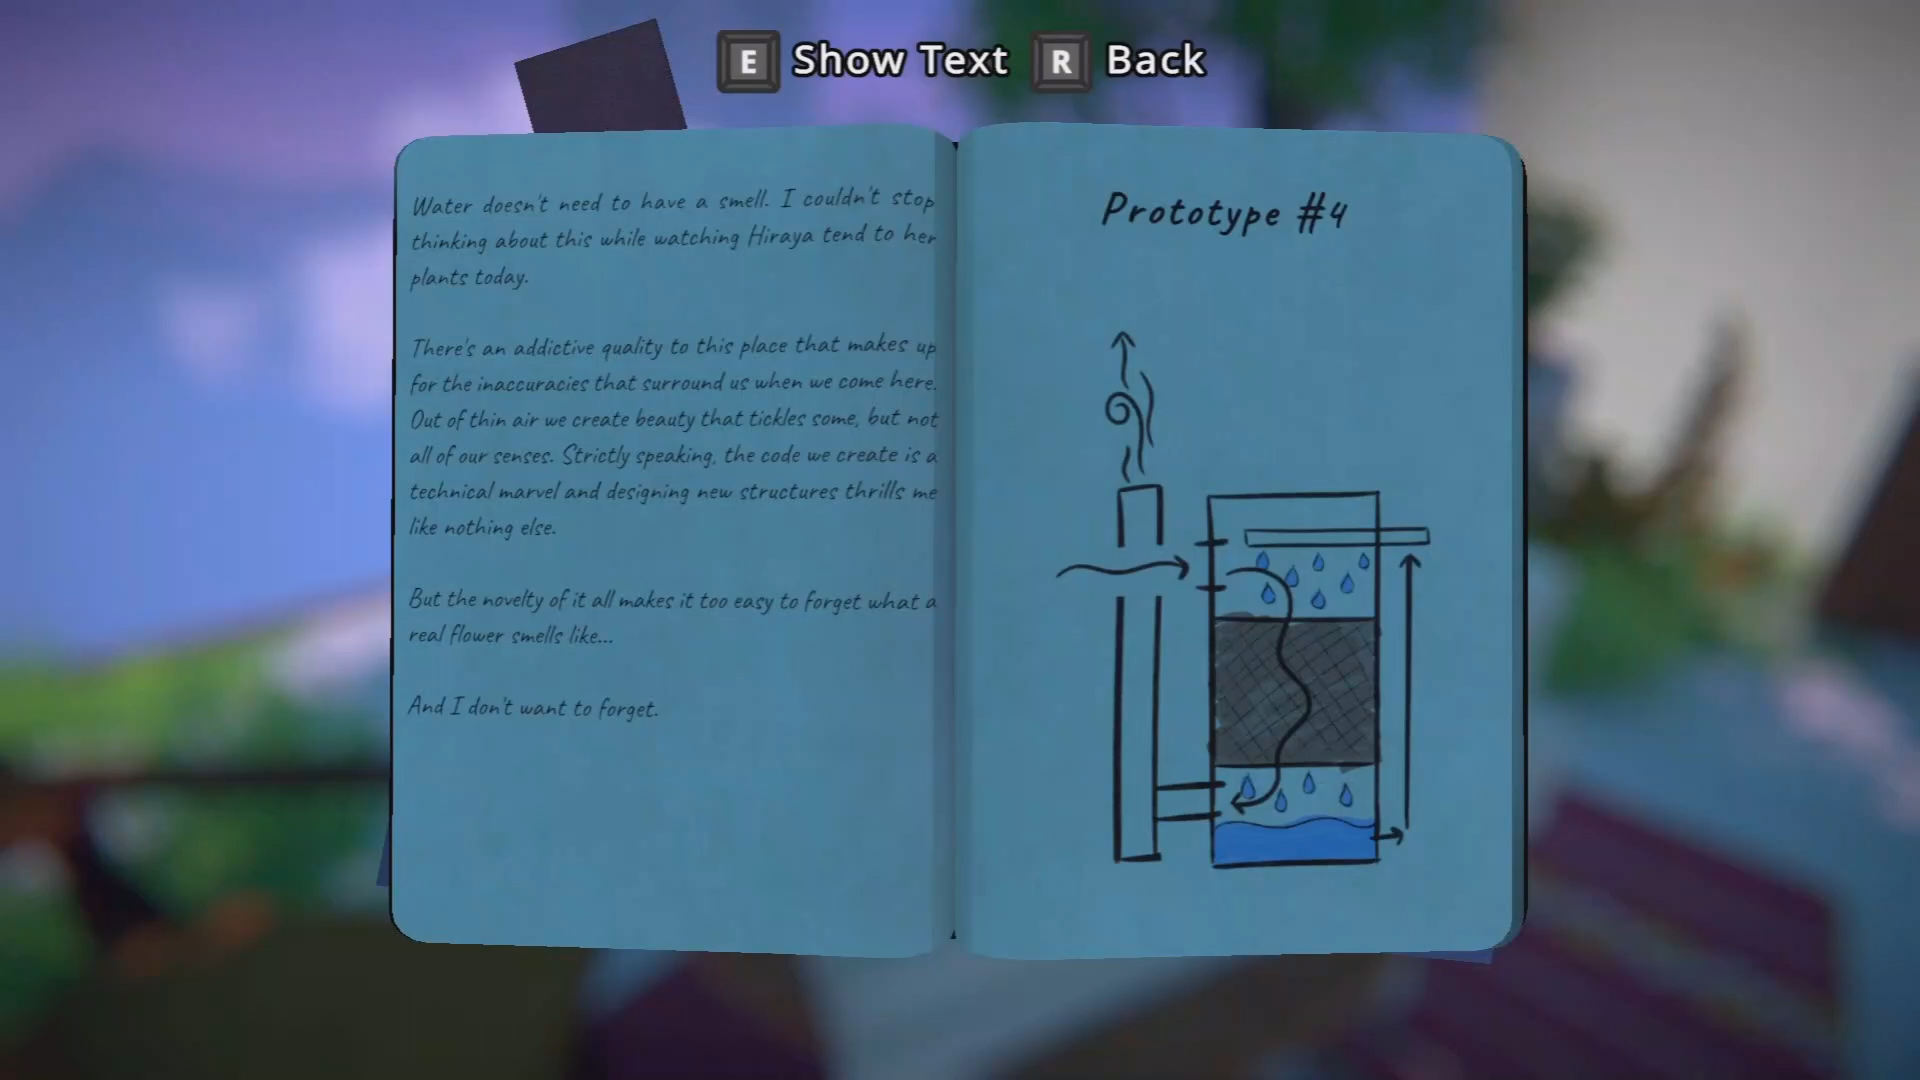 E Show Text R Back
Water doesn't need to have a smell. I couldn't stop
thinking about this while watching Hiraya tend to her
plants today.
There's an addictive quality to this place that makes up
for the inaccuracies that surround us when we come here.
Out of thin air we create beauty that tickles some, but not
all of our senses. Strictly speaking, the code we create is a
technical marvel and designing new structures thrills me
like nothing else.
But the novelty of it all makes it too easy to forget what a
real flower smells like...
And I don't want to forget.
Prototype #4